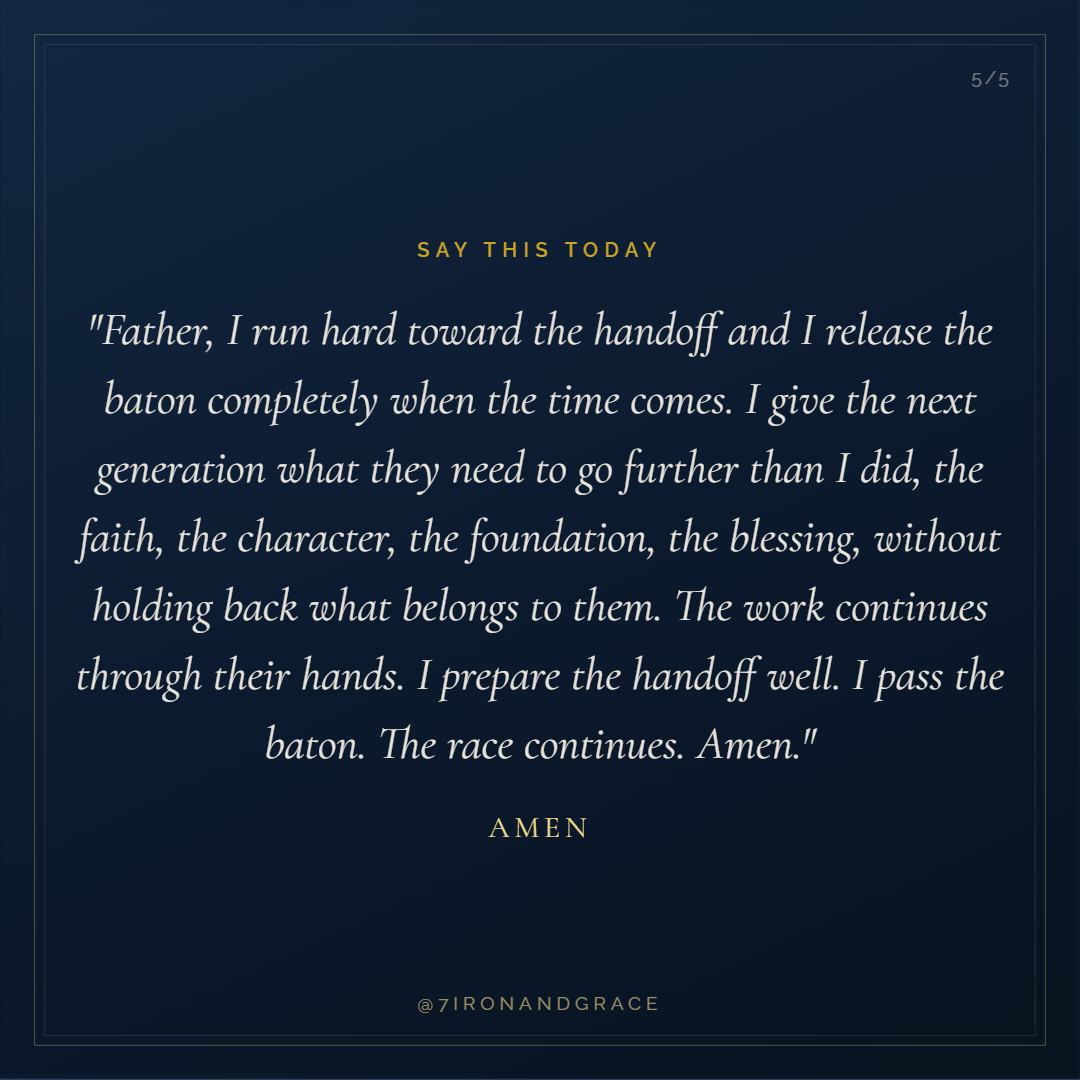 5/5
SAY THIS TODAY
"Father, I run hard toward the handoff and I release the
baton completely when the time comes. I give the next
generation what they need to go further than I did, the
faith, the character, the foundation, the blessing, without
holding back what belongs to them. The work continues
through their hands. I prepare the handoff well. I pass the
baton. The race continues. Amen."
AMEN
@7IRONANDGRACE